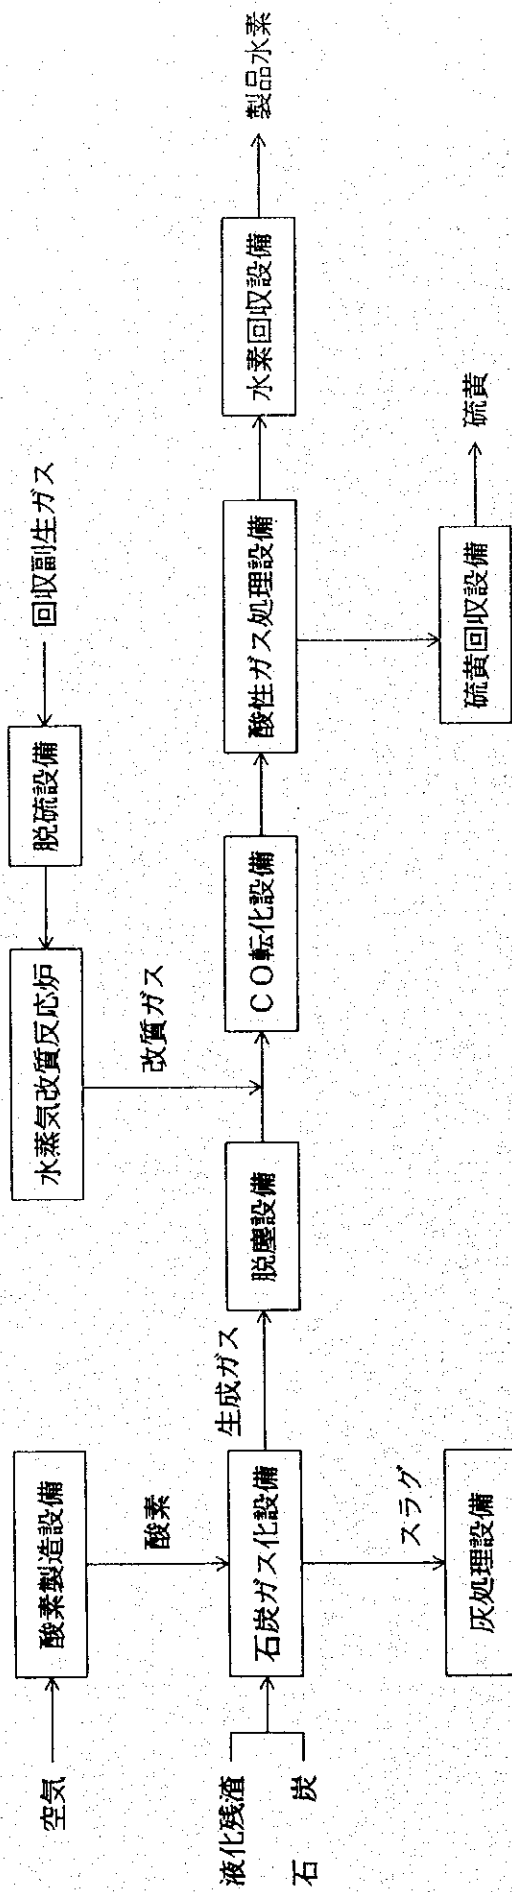 空気
酸素製造設備
水蒸気改質反応炉
脱硫設備
回収副生ガス
酸素
改質ガス
液化残渣
石 炭
石炭ガス化設備
生成ガス
脱塵設備
CO転化設備
酸性ガス処理設備
水素回収設備
製品水素
スラグ
灰処理設備
硫黄回収設備
硫黄